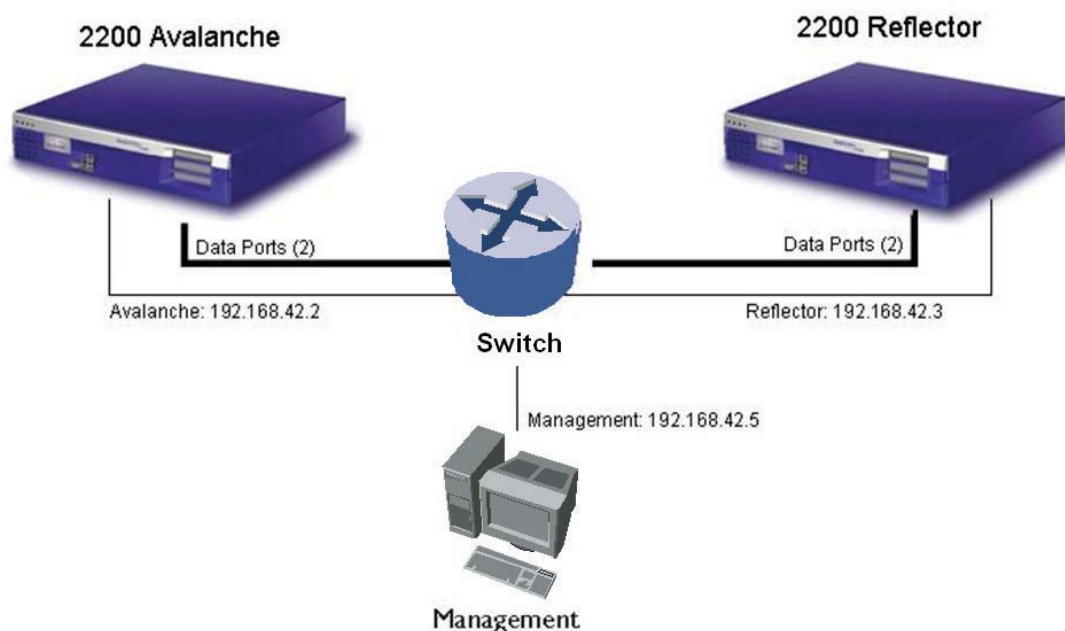 2200 Avalanche
2200 Reflector
Data Ports (2)
Data Ports (2)
Avalanche: 192.168.42.2
Reflector: 192.168.42.3
Switch
Management: 192.168.42.5
Management